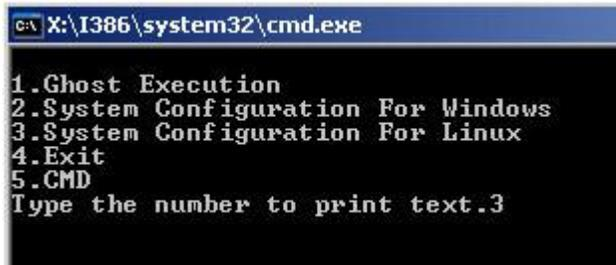 X:\I386\system32\cmd.exe
1.Ghost Execution
2.System Configuration For Windows
3.System Configuration For Linux
4.Exit
5.CMD
Type the number to print text.3